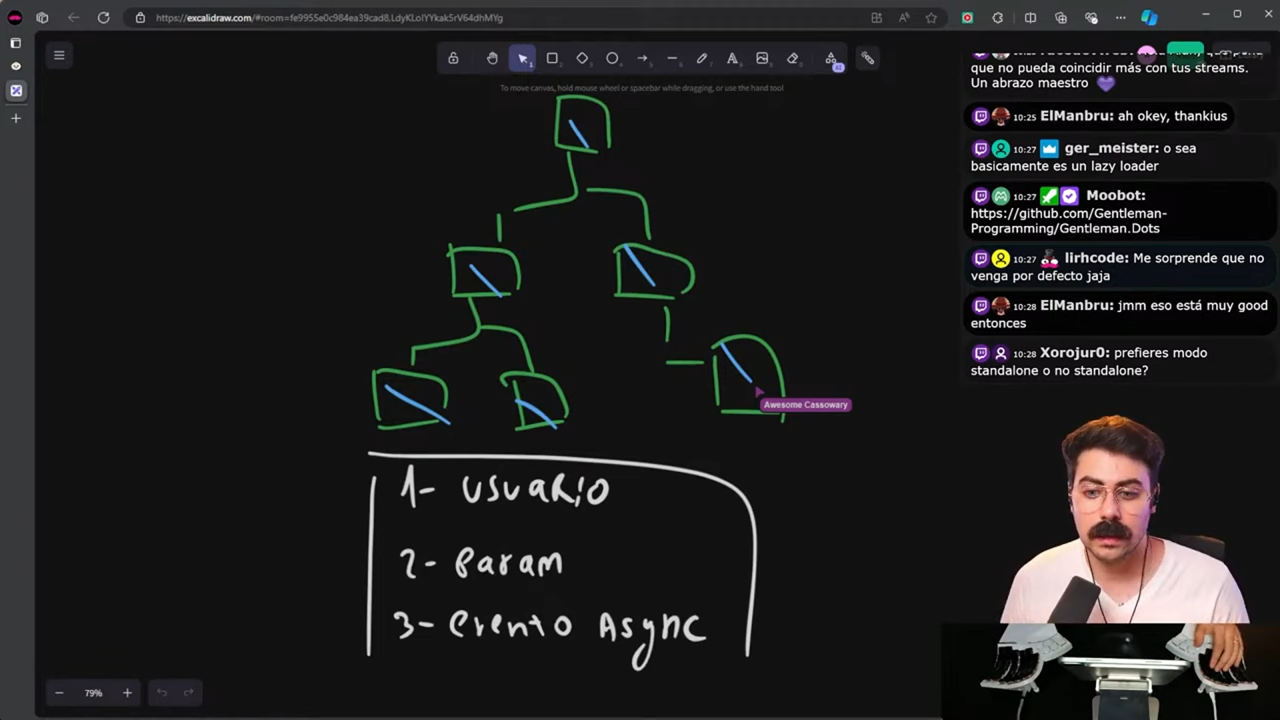 https://excalidraw.com/#room=fe9955e0c984ea39cad8,LdyKLoIYYkak5rV64dhMYg
To move canvas, hold mouse wheel or spacebar while dragging, or use the hand tool
AI
Awesome Cassowary
1- USUARIO
2- Param
3- Evento Async
79%
que no pueda coincidir más con tus streams.
Un abrazo maestro
10:25 ElManbru: ah okey, thankius
10:27 ger_meister: o sea
basicamente es un lazy loader
10:27 Moobot:
https://github.com/Gentleman-
Programming/Gentleman.Dots
10:27 lirhcode: Me sorprende que no
venga por defecto jaja
10:28 ElManbru: jmm eso está muy good
entonces
10:28 Xorojur0: prefieres modo
standalone o no standalone?